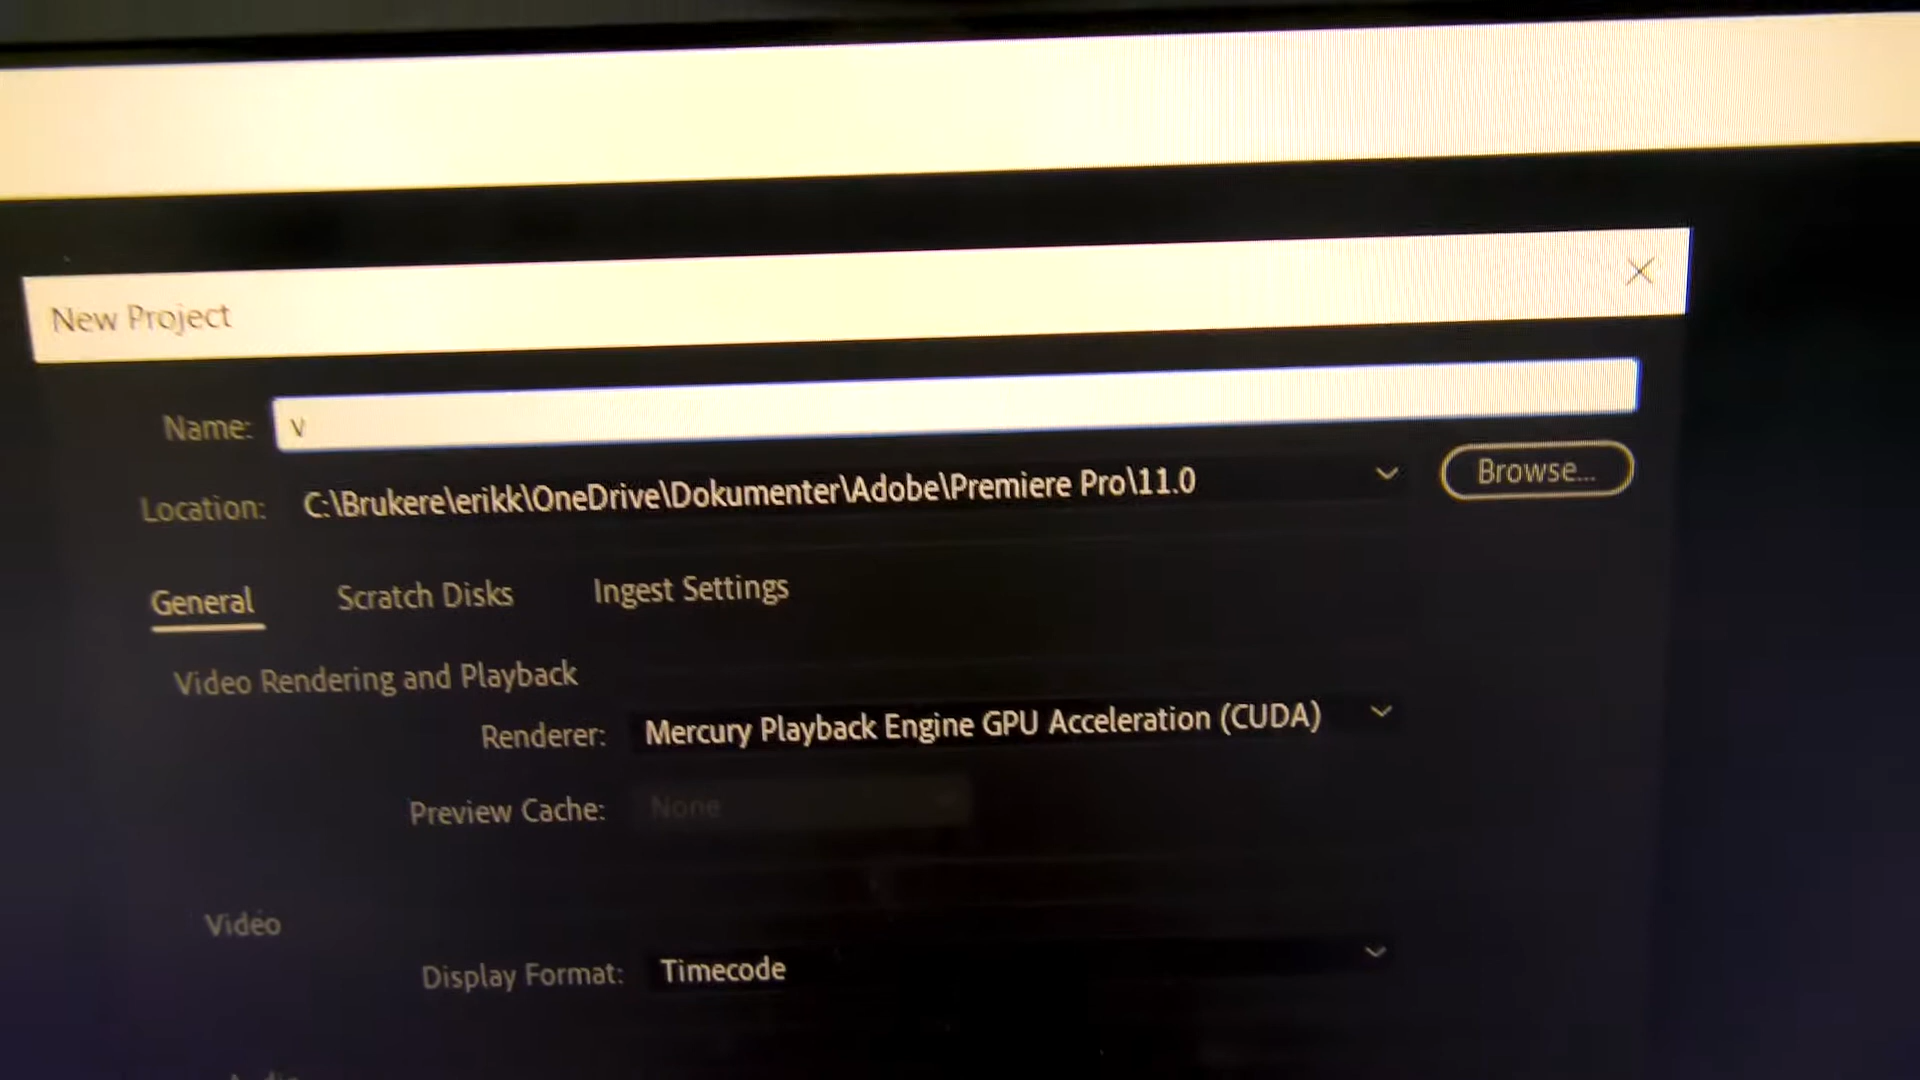 New Project
Name: v
Location: C:\Brukere\erikk\OneDrive\Dokumenter\Adobe\Premiere Pro\11.0 Browse...
General Scratch Disks Ingest Settings
Video Rendering and Playback
Renderer: Mercury Playback Engine GPU Acceleration (CUDA)
Preview Cache: None
Video
Display Format: Timecode